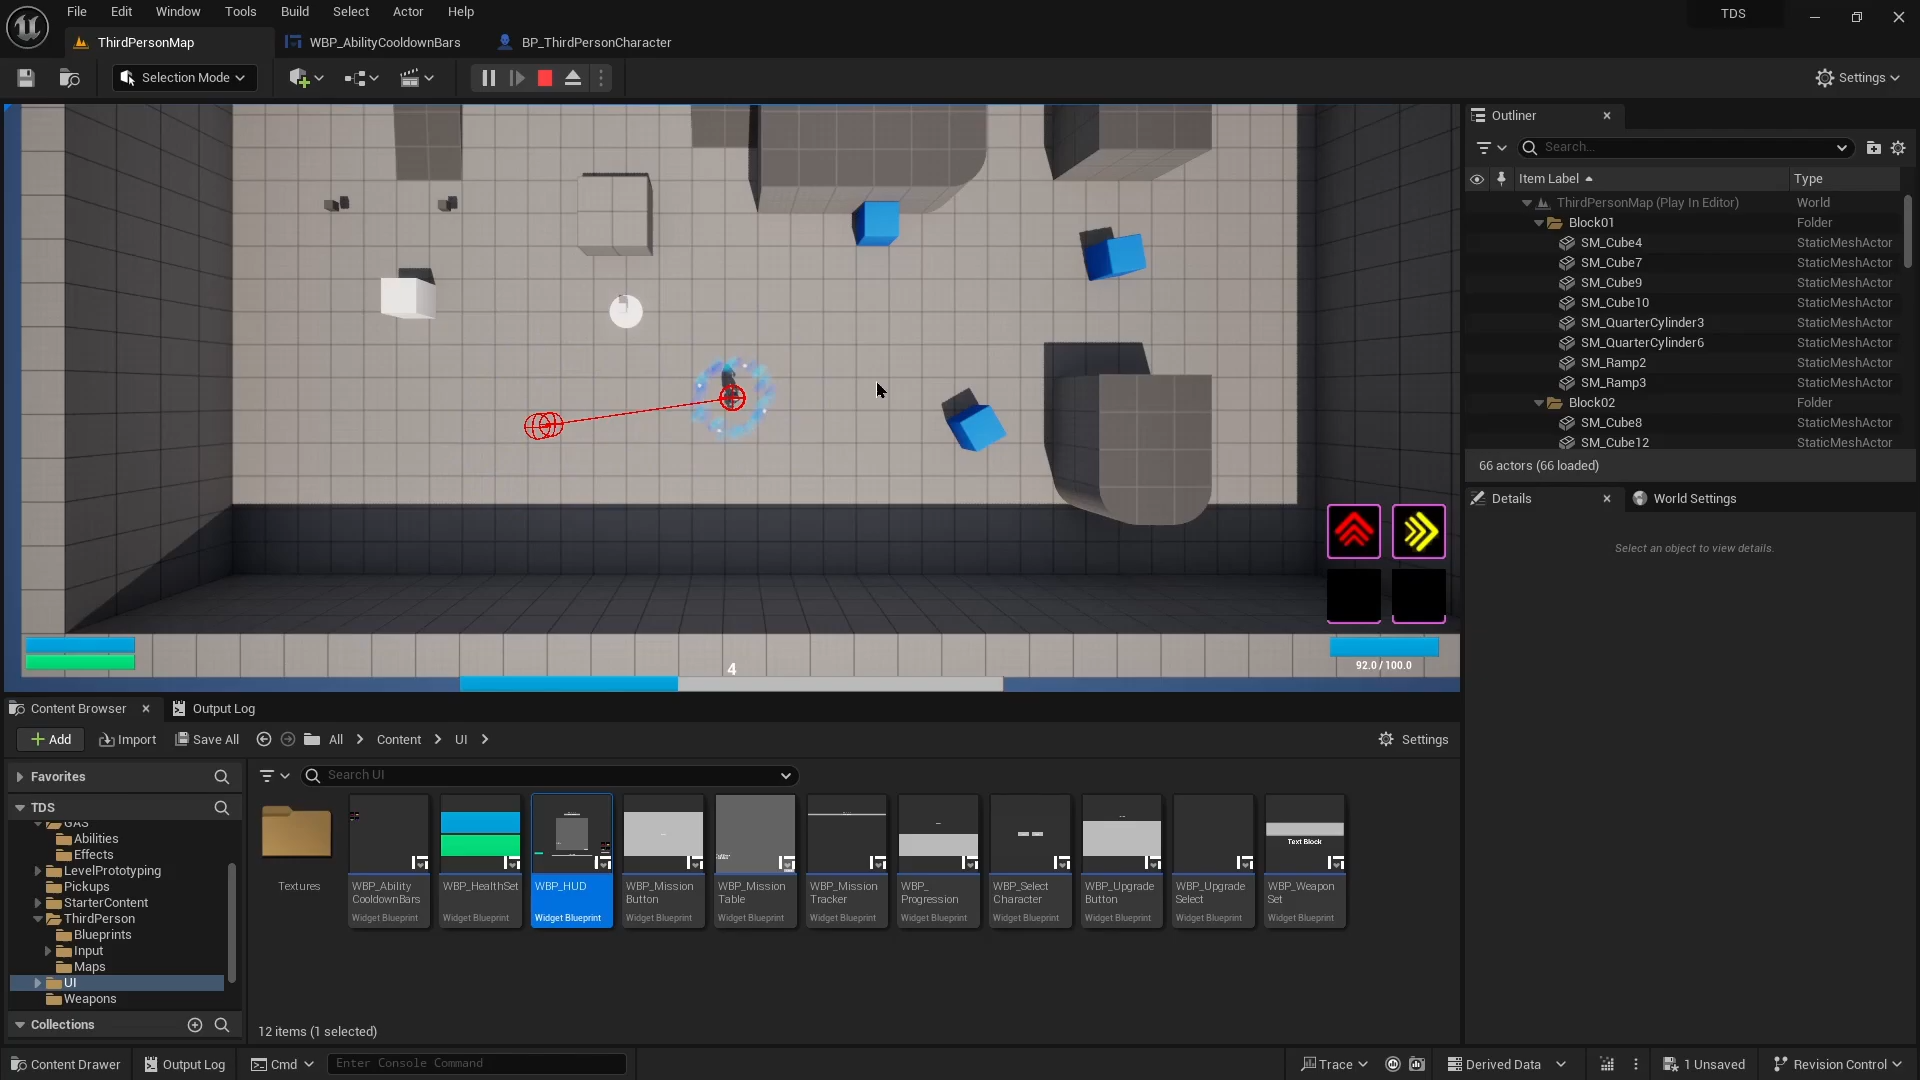 File Edit Window Tools Build Select Actor Help
TDS
ThirdPersonMap
WBP_AbilityCooldownBars
BP_ThirdPersonCharacter
Selection Mode
Settings
Outliner
Search...
Item Label
Type
ThirdPersonMap (Play In Editor)
World
Block01
Folder
SM_Cube4
StaticMeshActor
SM_Cube7
StaticMeshActor
SM_Cube9
StaticMeshActor
SM_Cube10
StaticMeshActor
SM_QuarterCylinder3
StaticMeshActor
SM_QuarterCylinder6
StaticMeshActor
SM_Ramp2
StaticMeshActor
SM_Ramp3
StaticMeshActor
Block02
Folder
SM_Cube8
StaticMeshActor
SM_Cube12
StaticMeshActor
66 actors (66 loaded)
Details
World Settings
Select an object to view details.
92.0 / 100.0
4
Content Browser
Output Log
Add
Import
Save All
All
Content
UI
Settings
Favorites
Search UI
TDS
GAS
Abilities
Effects
LevelPrototyping
Pickups
StarterContent
ThirdPerson
Blueprints
Input
Maps
UI
Weapons
Collections
Textures
WBP_Ability
CooldownBars
Widget Blueprint
WBP_HealthSet
Widget Blueprint
WBP_HUD
Widget Blueprint
WBP_Mission
Button
Widget Blueprint
WBP_Mission
Table
Widget Blueprint
WBP_Mission
Tracker
Widget Blueprint
WBP_
Progression
Widget Blueprint
WBP_Select
Character
Widget Blueprint
WBP_Upgrade
Button
Widget Blueprint
WBP_Upgrade
Select
Widget Blueprint
Text Block
WBP_Weapon
Set
Widget Blueprint
12 items (1 selected)
Content Drawer
Output Log
Cmd
Enter Console Command
Trace
Derived Data
1 Unsaved
Revision Control